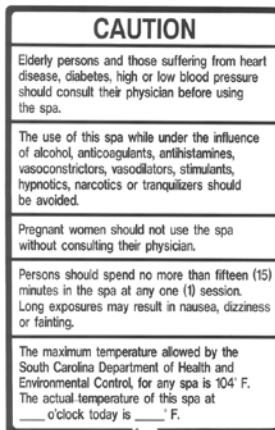 CAUTION
Elderly persons and those suffering from heart
disease, diabetes, high or low blood pressure
should consult their physician before using
the spa.
The use of this spa while under the influence
of alcohol, anticoagulants, antihistamines,
vasoconstrictors, vasodilators, stimulants,
hypnotics, narcotics or tranquilizers should
be avoided.
Pregnant women should not use the spa
without consulting their physician.
Persons should spend no more than fifteen (15)
minutes in the spa at any one (1) session.
Long exposures may result in nausea, dizziness
or fainting.
The maximum temperature allowed by the
South Carolina Department of Health and
Environmental Control, for any spa is 104° F.
The actual temperature of this spa at
____ o'clock today is _____° F.